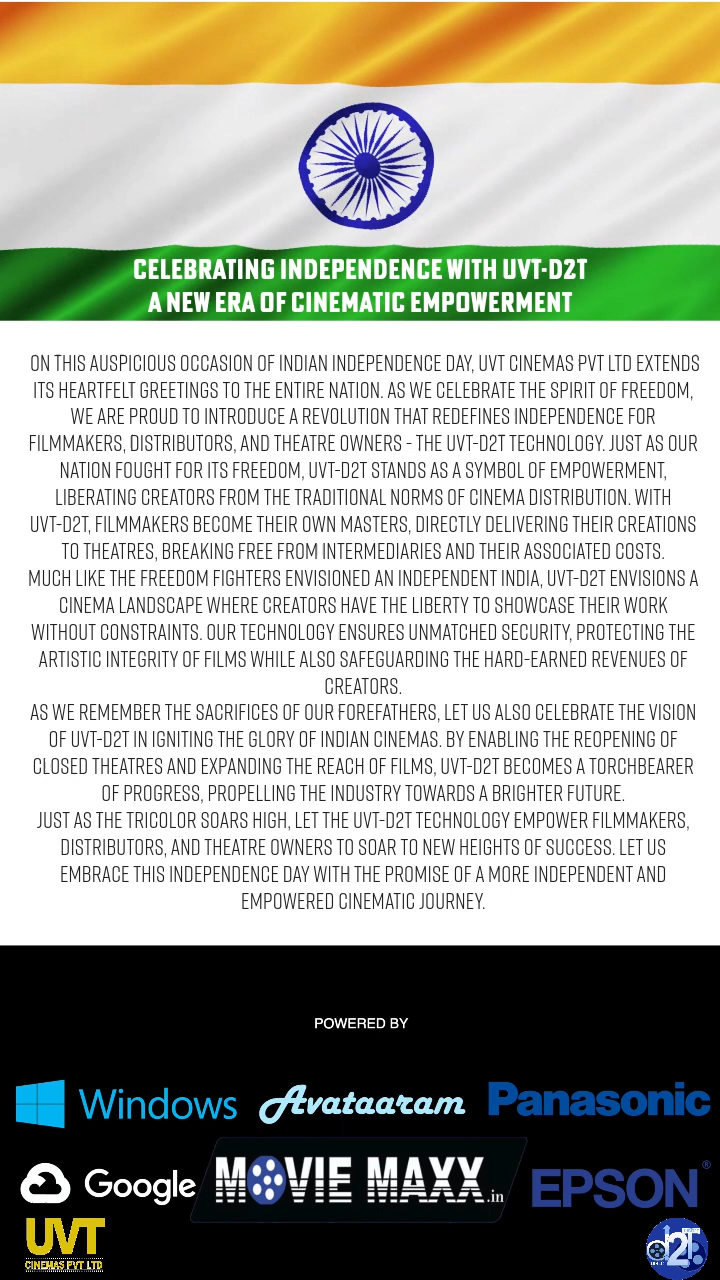 CELEBRATING INDEPENDENCE WITH UVT-D2T
A NEW ERA OF CINEMATIC EMPOWERMENT
ON THIS AUSPICIOUS OCCASION OF INDIAN INDEPENDENCE DAY, UVT CINEMAS PVT LTD EXTENDS
ITS HEARTFELT GREETINGS TO THE ENTIRE NATION. AS WE CELEBRATE THE SPIRIT OF FREEDOM,
WE ARE PROUD TO INTRODUCE A REVOLUTION THAT REDEFINES INDEPENDENCE FOR
FILMMAKERS, DISTRIBUTORS, AND THEATRE OWNERS - THE UVT-D2T TECHNOLOGY. JUST AS OUR
NATION FOUGHT FOR ITS FREEDOM, UVT-D2T STANDS AS A SYMBOL OF EMPOWERMENT,
LIBERATING CREATORS FROM THE TRADITIONAL NORMS OF CINEMA DISTRIBUTION. WITH
UVT-D2T, FILMMAKERS BECOME THEIR OWN MASTERS, DIRECTLY DELIVERING THEIR CREATIONS
TO THEATRES, BREAKING FREE FROM INTERMEDIARIES AND THEIR ASSOCIATED COSTS.
MUCH LIKE THE FREEDOM FIGHTERS ENVISIONED AN INDEPENDENT INDIA, UVT-D2T ENVISIONS A
CINEMA LANDSCAPE WHERE CREATORS HAVE THE LIBERTY TO SHOWCASE THEIR WORK
WITHOUT CONSTRAINTS. OUR TECHNOLOGY ENSURES UNMATCHED SECURITY, PROTECTING THE
ARTISTIC INTEGRITY OF FILMS WHILE ALSO SAFEGUARDING THE HARD-EARNED REVENUES OF
CREATORS.
AS WE REMEMBER THE SACRIFICES OF OUR FOREFATHERS, LET US ALSO CELEBRATE THE VISION
OF UVT-D2T IN IGNITING THE GLORY OF INDIAN CINEMAS. BY ENABLING THE REOPENING OF
CLOSED THEATRES AND EXPANDING THE REACH OF FILMS, UVT-D2T BECOMES A TORCHBEARER
OF PROGRESS, PROPELLING THE INDUSTRY TOWARDS A BRIGHTER FUTURE.
JUST AS THE TRICOLOR SOARS HIGH, LET THE UVT-D2T TECHNOLOGY EMPOWER FILMMAKERS,
DISTRIBUTORS, AND THEATRE OWNERS TO SOAR TO NEW HEIGHTS OF SUCCESS. LET US
EMBRACE THIS INDEPENDENCE DAY WITH THE PROMISE OF A MORE INDEPENDENT AND
EMPOWERED CINEMATIC JOURNEY.
POWERED BY
Windows Avataaram Panasonic
Google MOVIE MAXX.in EPSON®
UVT
CINEMAS PVT LTD
d2T